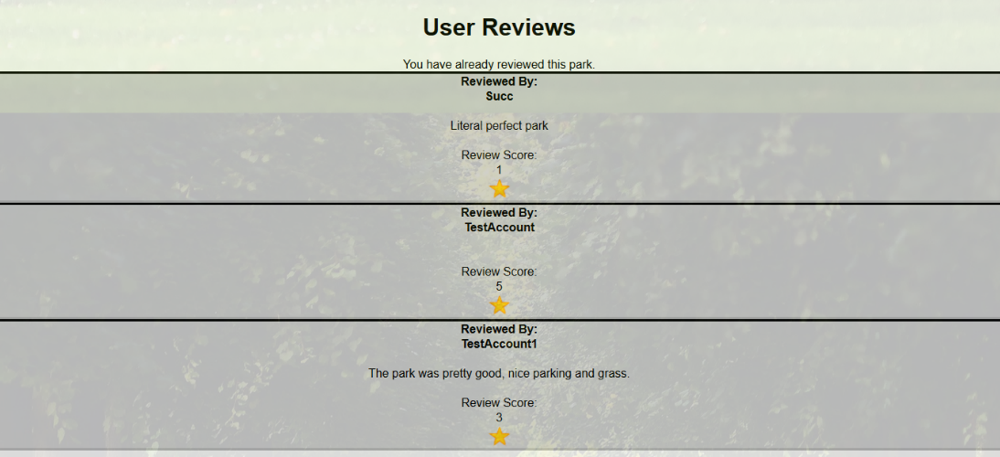 User Reviews
You have already reviewed this park.
Reviewed By:
Succ
Literal perfect park
Review Score:
1
Reviewed By:
TestAccount
Review Score:
5
Reviewed By:
TestAccount1
The park was pretty good, nice parking and grass.
Review Score:
3